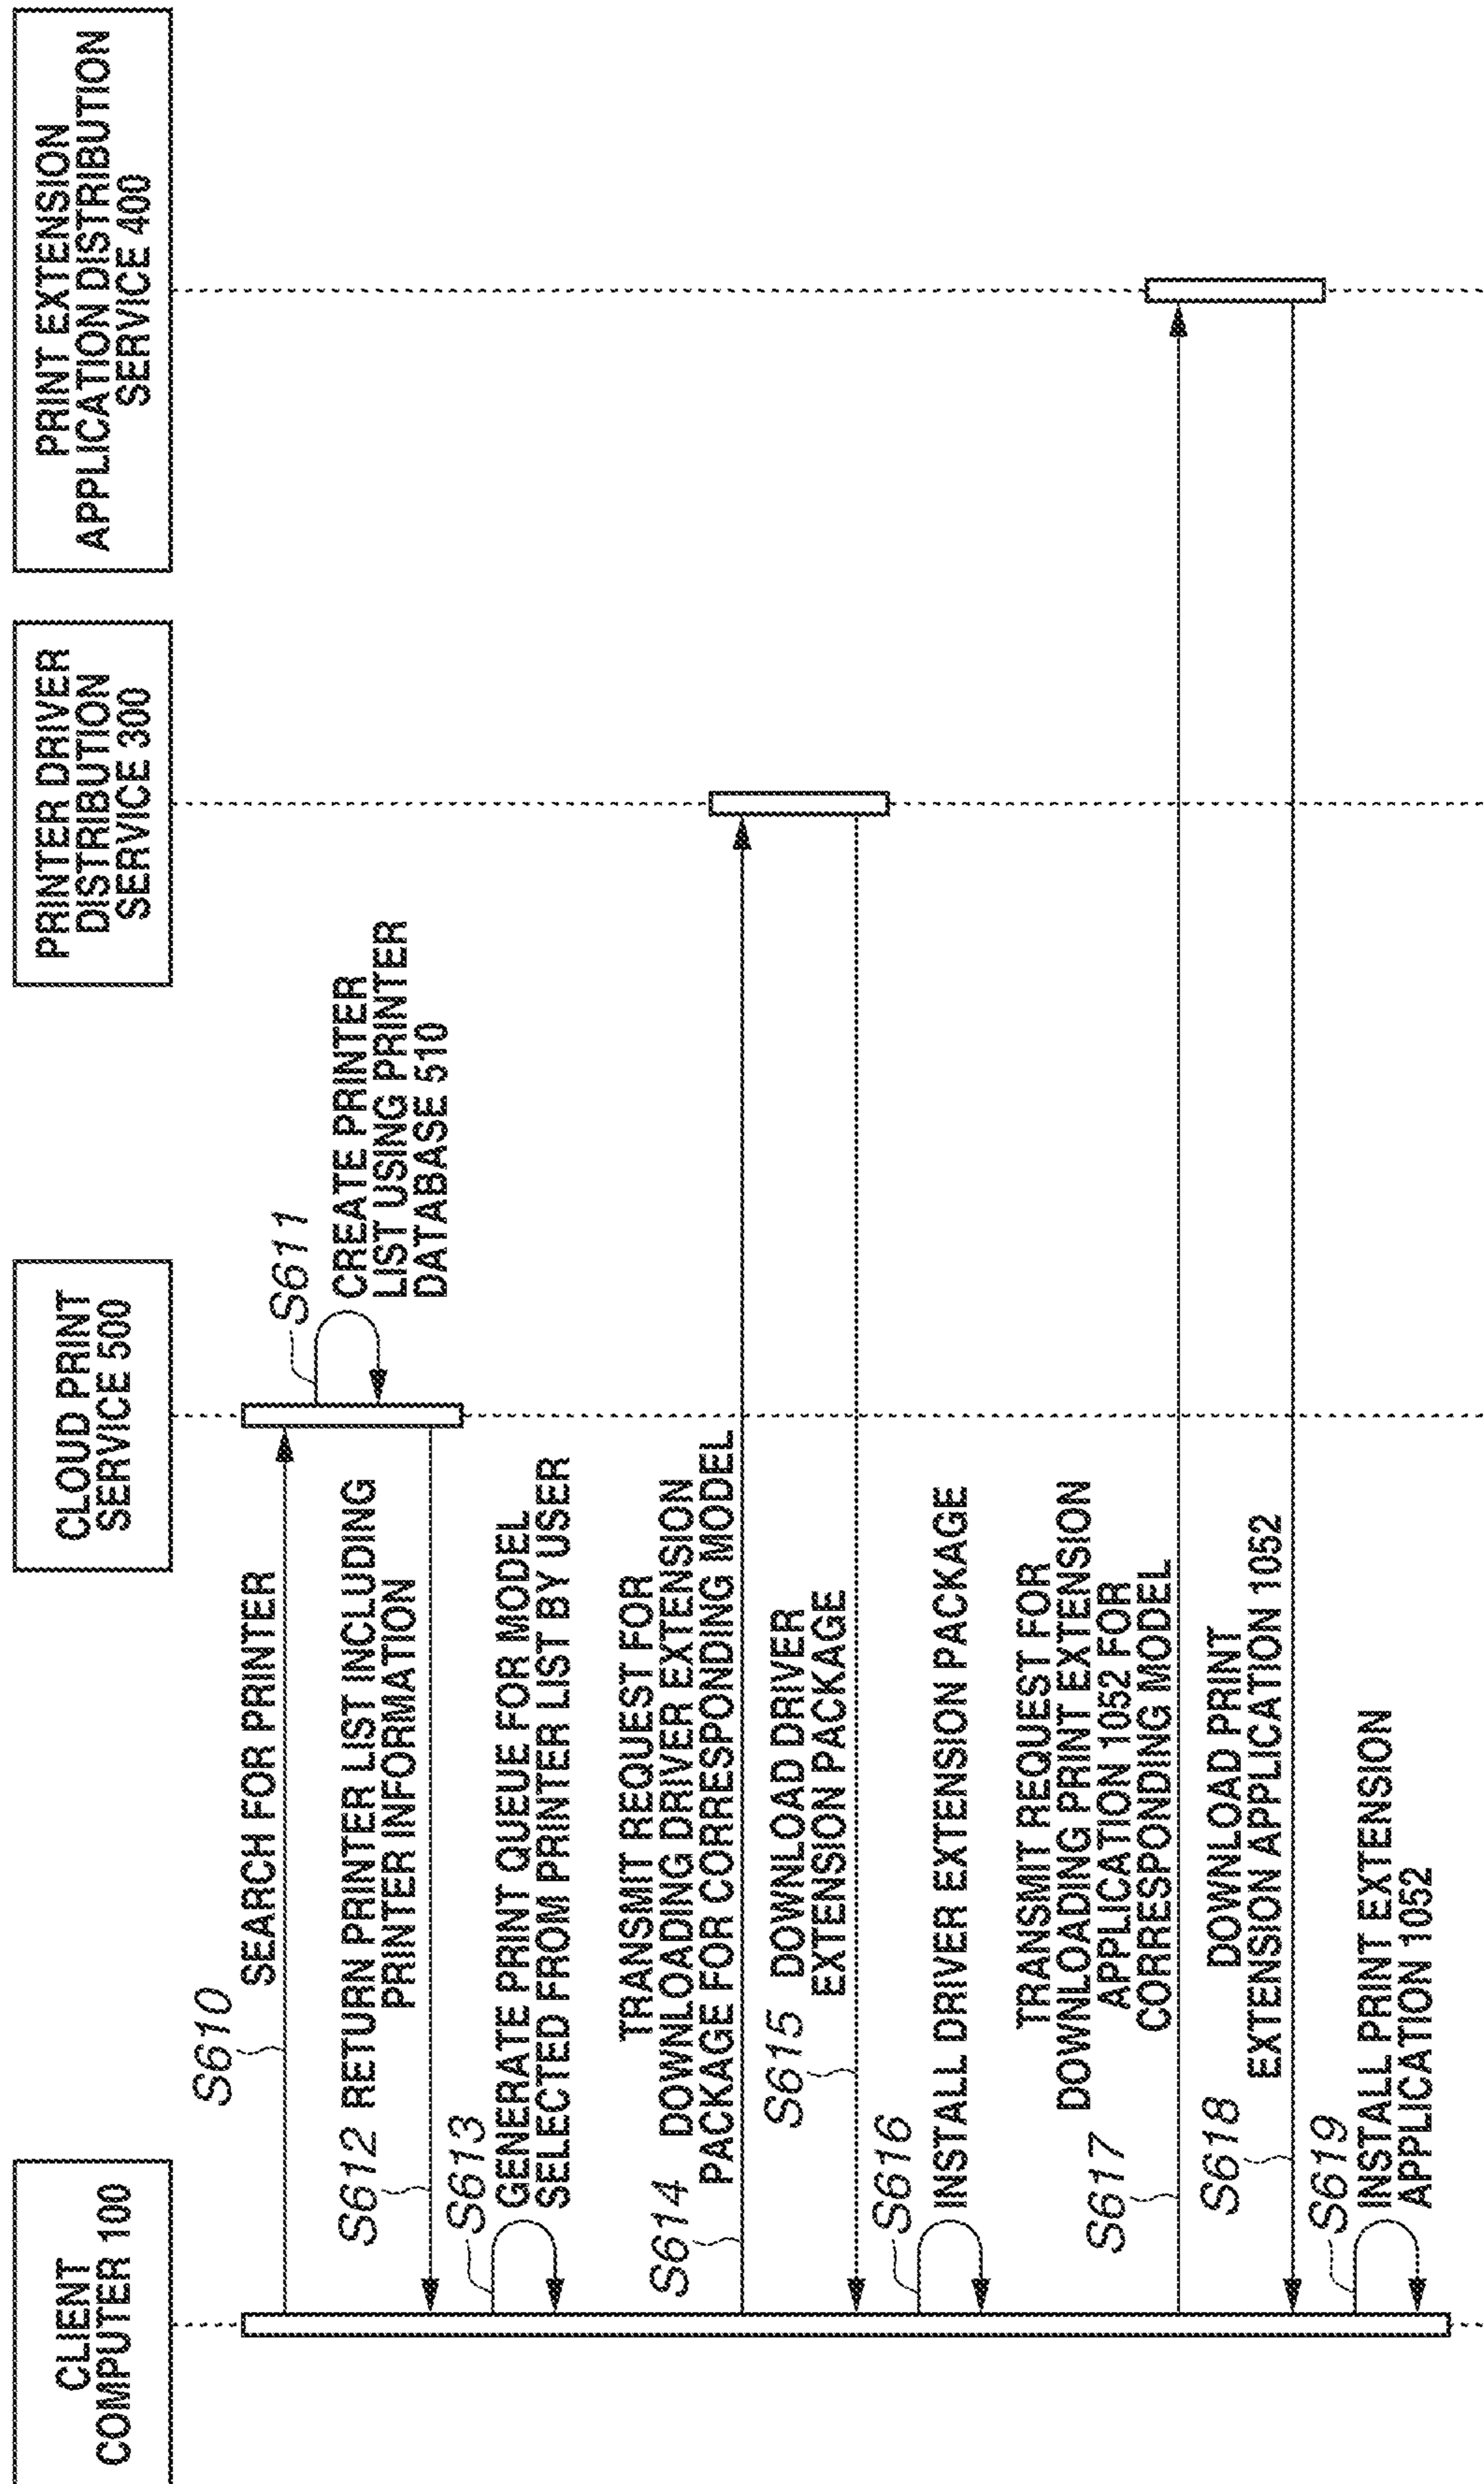 CLIENT
COMPUTER 100
CLOUD PRINT
SERVICE 500
PRINTER DRIVER
DISTRIBUTION
SERVICE 300
PRINT EXTENSION
APPLICATION DISTRIBUTION
SERVICE 400
S610
SEARCH FOR PRINTER
S611
CREATE PRINTER
LIST USING PRINTER
DATABASE 510
S612
RETURN PRINTER LIST INCLUDING
PRINTER INFORMATION
S613
GENERATE PRINT QUEUE FOR MODEL
SELECTED FROM PRINTER LIST BY USER
S614
TRANSMIT REQUEST FOR
DOWNLOADING DRIVER EXTENSION
PACKAGE FOR CORRESPONDING MODEL
S615
DOWNLOAD DRIVER
EXTENSION PACKAGE
S616
INSTALL DRIVER EXTENSION PACKAGE
S617
TRANSMIT REQUEST FOR
DOWNLOADING PRINT EXTENSION
APPLICATION 1052 FOR
CORRESPONDING MODEL
S618
DOWNLOAD PRINT
EXTENSION APPLICATION 1052
S619
INSTALL PRINT EXTENSION
APPLICATION 1052